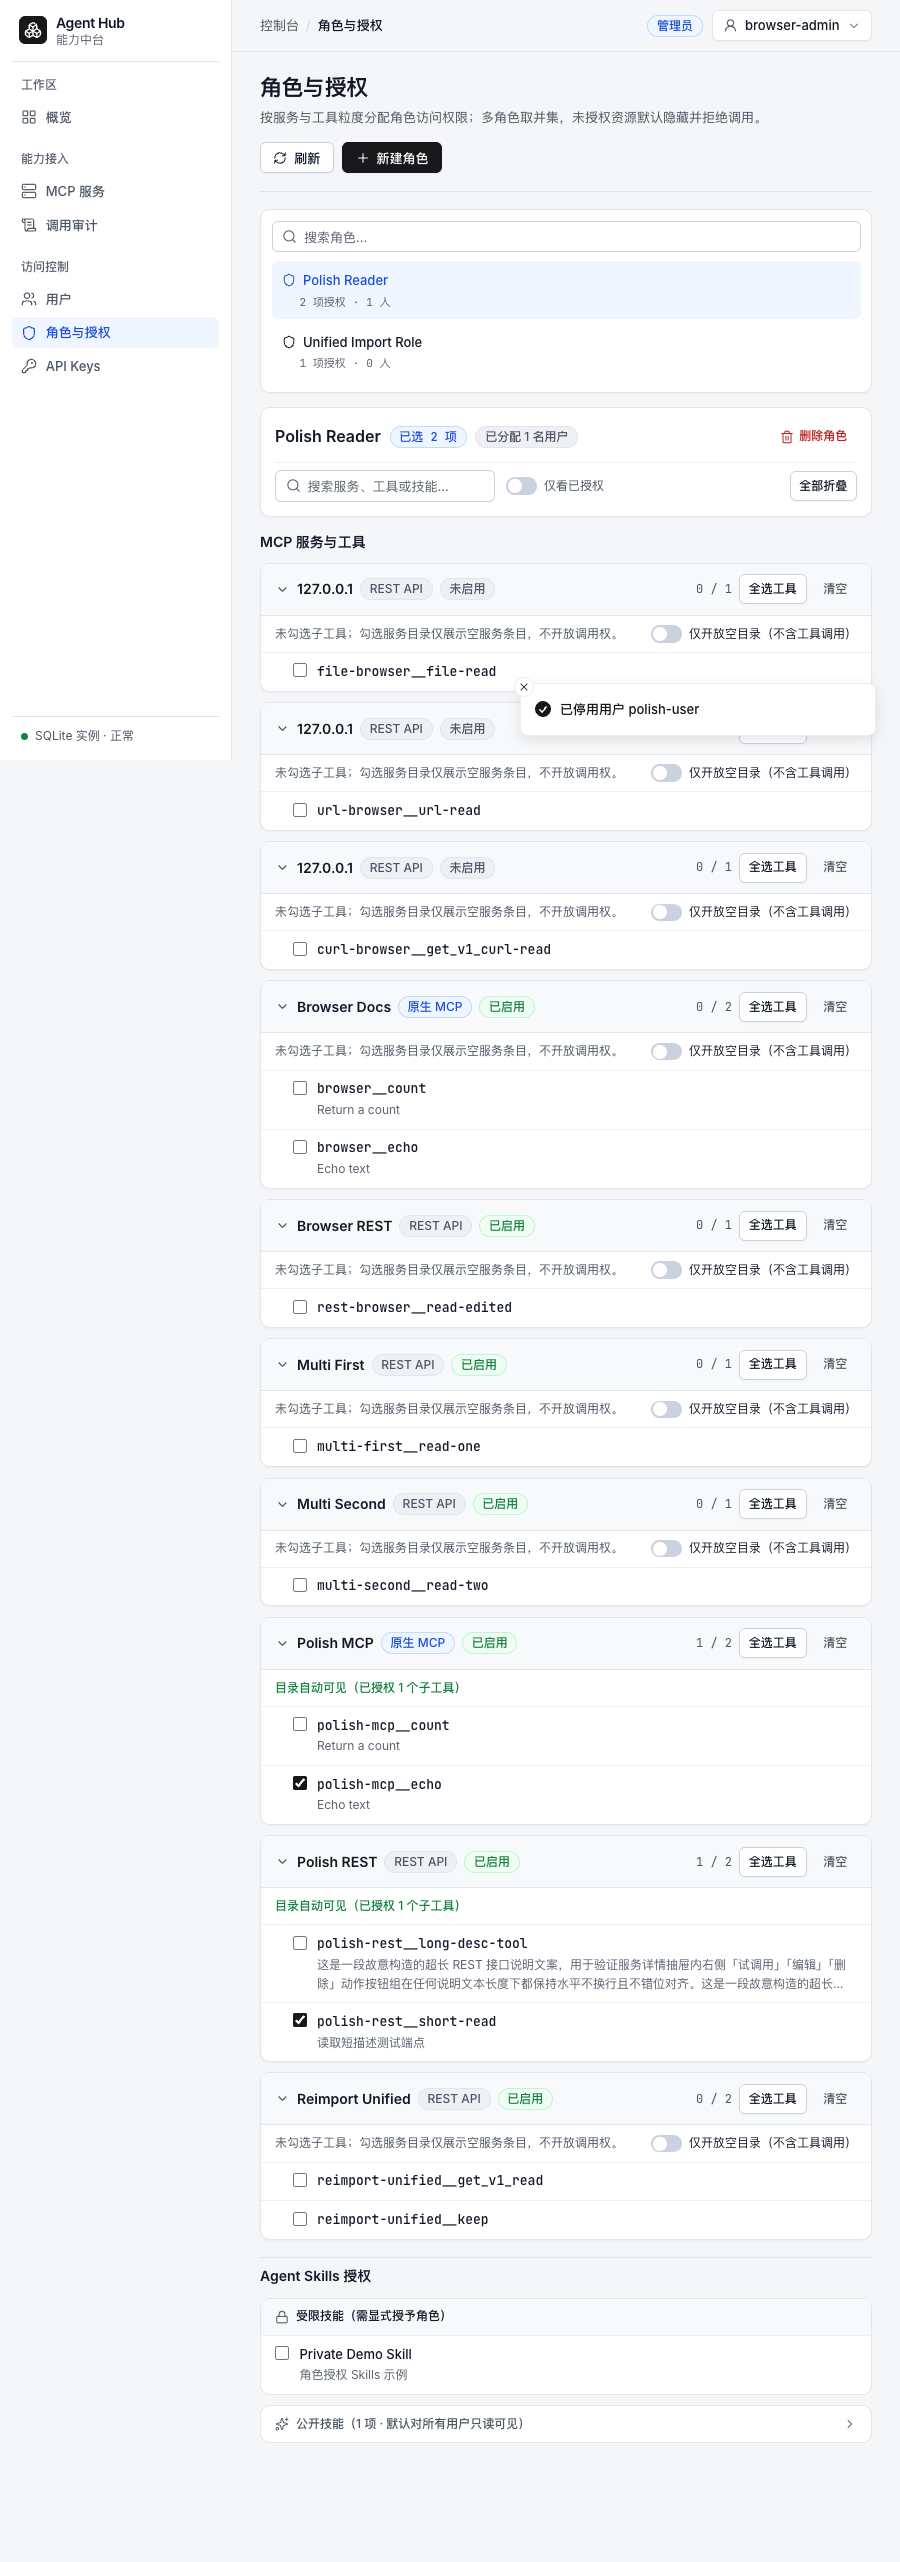 Agent Hub
能力中台
工作区
概览
能力接入
MCP 服务
调用审计
访问控制
用户
角色与授权
API Keys
SQLite 实例 · 正常
控制台 / 角色与授权
管理员
browser-admin
角色与授权
按服务与工具粒度分配角色访问权限；多角色取并集，未授权资源默认隐藏并拒绝调用。
刷新
新建角色
搜索角色...
Polish Reader
2 项授权 · 1 人
Unified Import Role
1 项授权 · 0 人
Polish Reader 已选 2 项 已分配 1 名用户 删除角色
搜索服务、工具或技能... 仅看已授权 全部折叠
MCP 服务与工具
127.0.0.1 REST API 未启用 0 / 1 全选工具 清空
未勾选子工具；勾选服务目录仅展示空服务条目，不开放调用权。 仅开放空目录（不含工具调用）
file-browser__file-read
已停用用户 polish-user
127.0.0.1 REST API 未启用
未勾选子工具；勾选服务目录仅展示空服务条目，不开放调用权。 仅开放空目录（不含工具调用）
url-browser__url-read
127.0.0.1 REST API 未启用 0 / 1 全选工具 清空
未勾选子工具；勾选服务目录仅展示空服务条目，不开放调用权。 仅开放空目录（不含工具调用）
curl-browser__get_v1_curl-read
Browser Docs 原生 MCP 已启用 0 / 2 全选工具 清空
未勾选子工具；勾选服务目录仅展示空服务条目，不开放调用权。 仅开放空目录（不含工具调用）
browser__count
Return a count
browser__echo
Echo text
Browser REST REST API 已启用 0 / 1 全选工具 清空
未勾选子工具；勾选服务目录仅展示空服务条目，不开放调用权。 仅开放空目录（不含工具调用）
rest-browser__read-edited
Multi First REST API 已启用 0 / 1 全选工具 清空
未勾选子工具；勾选服务目录仅展示空服务条目，不开放调用权。 仅开放空目录（不含工具调用）
multi-first__read-one
Multi Second REST API 已启用 0 / 1 全选工具 清空
未勾选子工具；勾选服务目录仅展示空服务条目，不开放调用权。 仅开放空目录（不含工具调用）
multi-second__read-two
Polish MCP 原生 MCP 已启用 1 / 2 全选工具 清空
目录自动可见（已授权 1 个子工具）
polish-mcp__count
Return a count
polish-mcp__echo
Echo text
Polish REST REST API 已启用 1 / 2 全选工具 清空
目录自动可见（已授权 1 个子工具）
polish-rest__long-desc-tool
这是一段故意构造的超长 REST 接口说明文案，用于验证服务详情抽屉内右侧「试调用」「编辑」「删
除」动作按钮组在任何说明文本长度下都保持水平不换行且不错位对齐。这是一段故意构造的超长...
polish-rest__short-read
读取短描述测试端点
Reimport Unified REST API 已启用 0 / 2 全选工具 清空
未勾选子工具；勾选服务目录仅展示空服务条目，不开放调用权。 仅开放空目录（不含工具调用）
reimport-unified__get_v1_read
reimport-unified__keep
Agent Skills 授权
受限技能（需显式授予角色）
Private Demo Skill
角色授权 Skills 示例
公开技能（1 项 · 默认对所有用户只读可见）